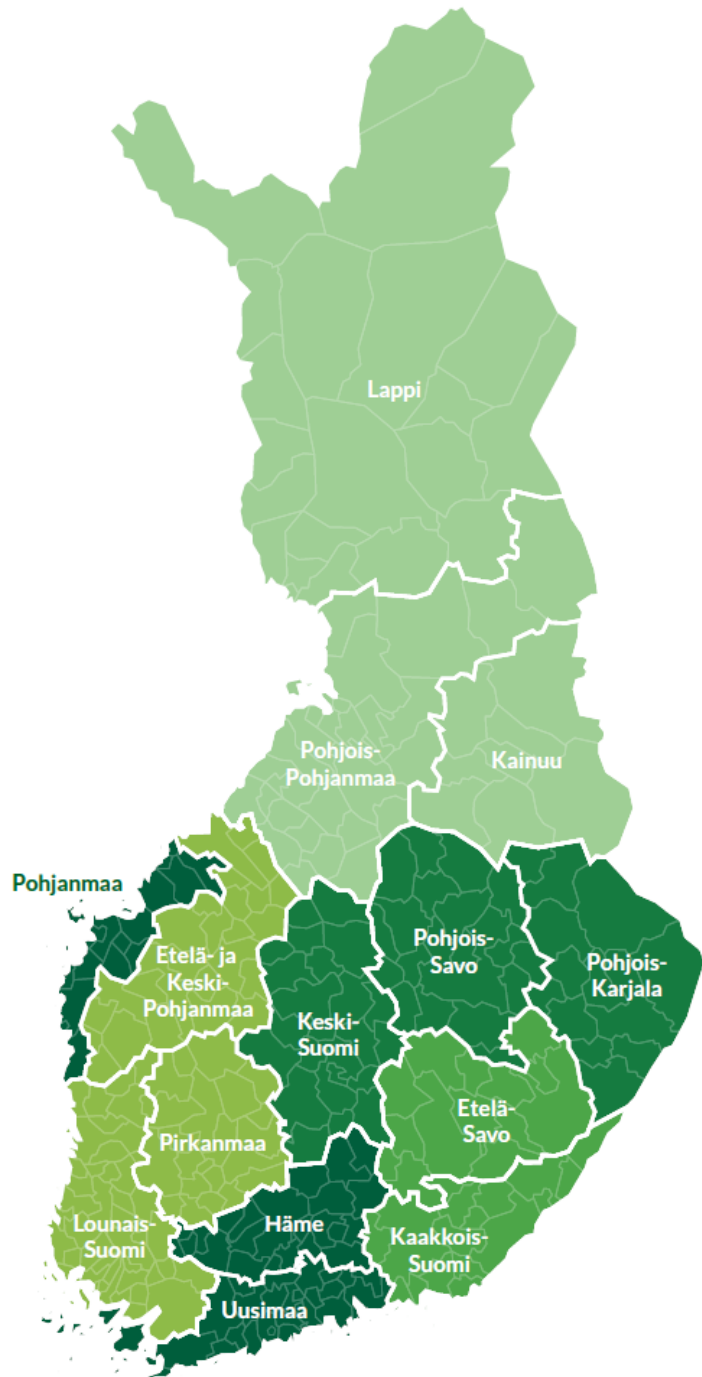 Lappi
Pohjois-
Pohjanmaa
Kainuu
Pohjanmaa
Etelä- ja
Keski-
Pohjanmaa
Pohjois-
Savo
Pohjois-
Karjala
Keski-
Suomi
Etelä-
Savo
Pirkanmaa
Lounais-
Suomi
Häme
Kaakkois-
Suomi
Uusimaa